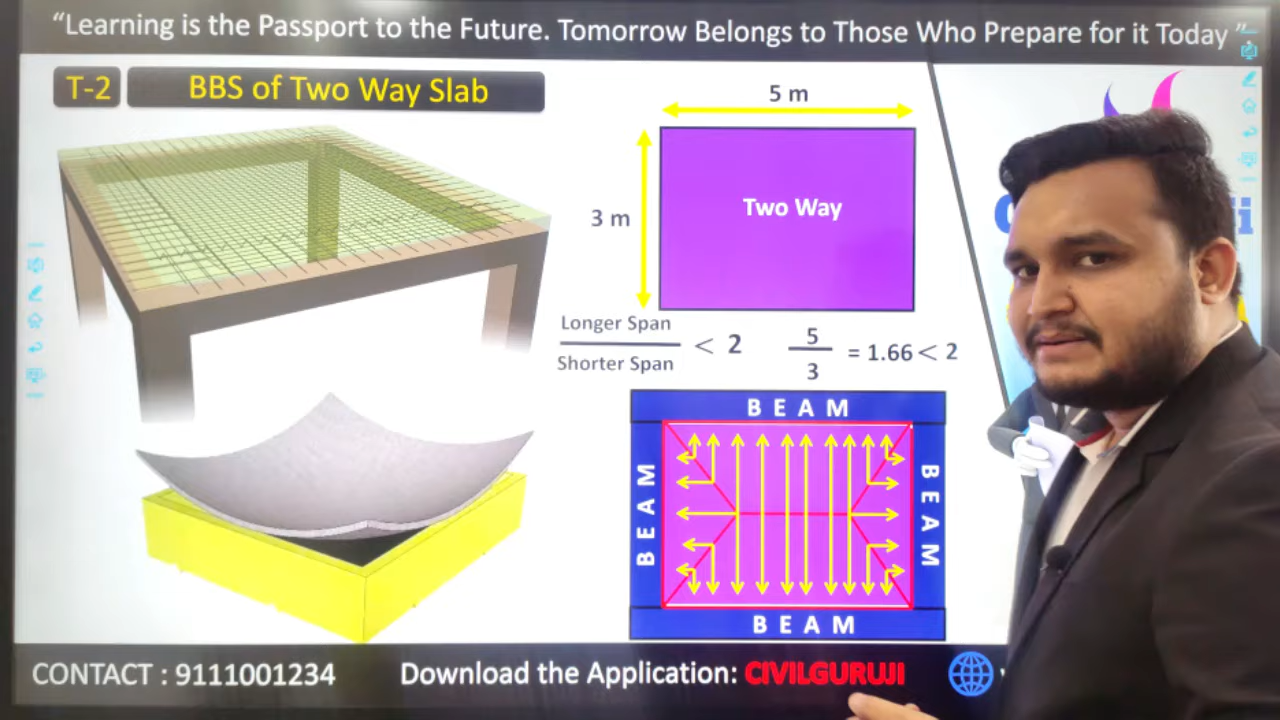 “Learning is the Passport to the Future. Tomorrow Belongs to Those Who Prepare for it Today ”
T-2 BBS of Two Way Slab
5 m
3 m
Two Way
Longer Span
Shorter Span
< 2
5
3
= 1.66 < 2
BEAM
BEAM
BEAM
BEAM
CONTACT : 9111001234 Download the Application: CIVILGURUJI